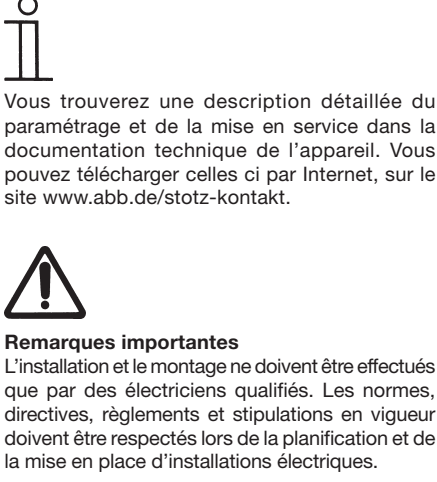 Vous trouverez une description détaillée du
paramétrage et de la mise en service dans la
documentation technique de l'appareil. Vous
pouvez télécharger celles ci par Internet, sur le
site www.abb.de/stotz-kontakt.
Remarques importantes
L'installation et le montage ne doivent être effectués
que par des électriciens qualifiés. Les normes,
directives, règlements et stipulations en vigueur
doivent être respectés lors de la planification et de
la mise en place d'installations électriques.